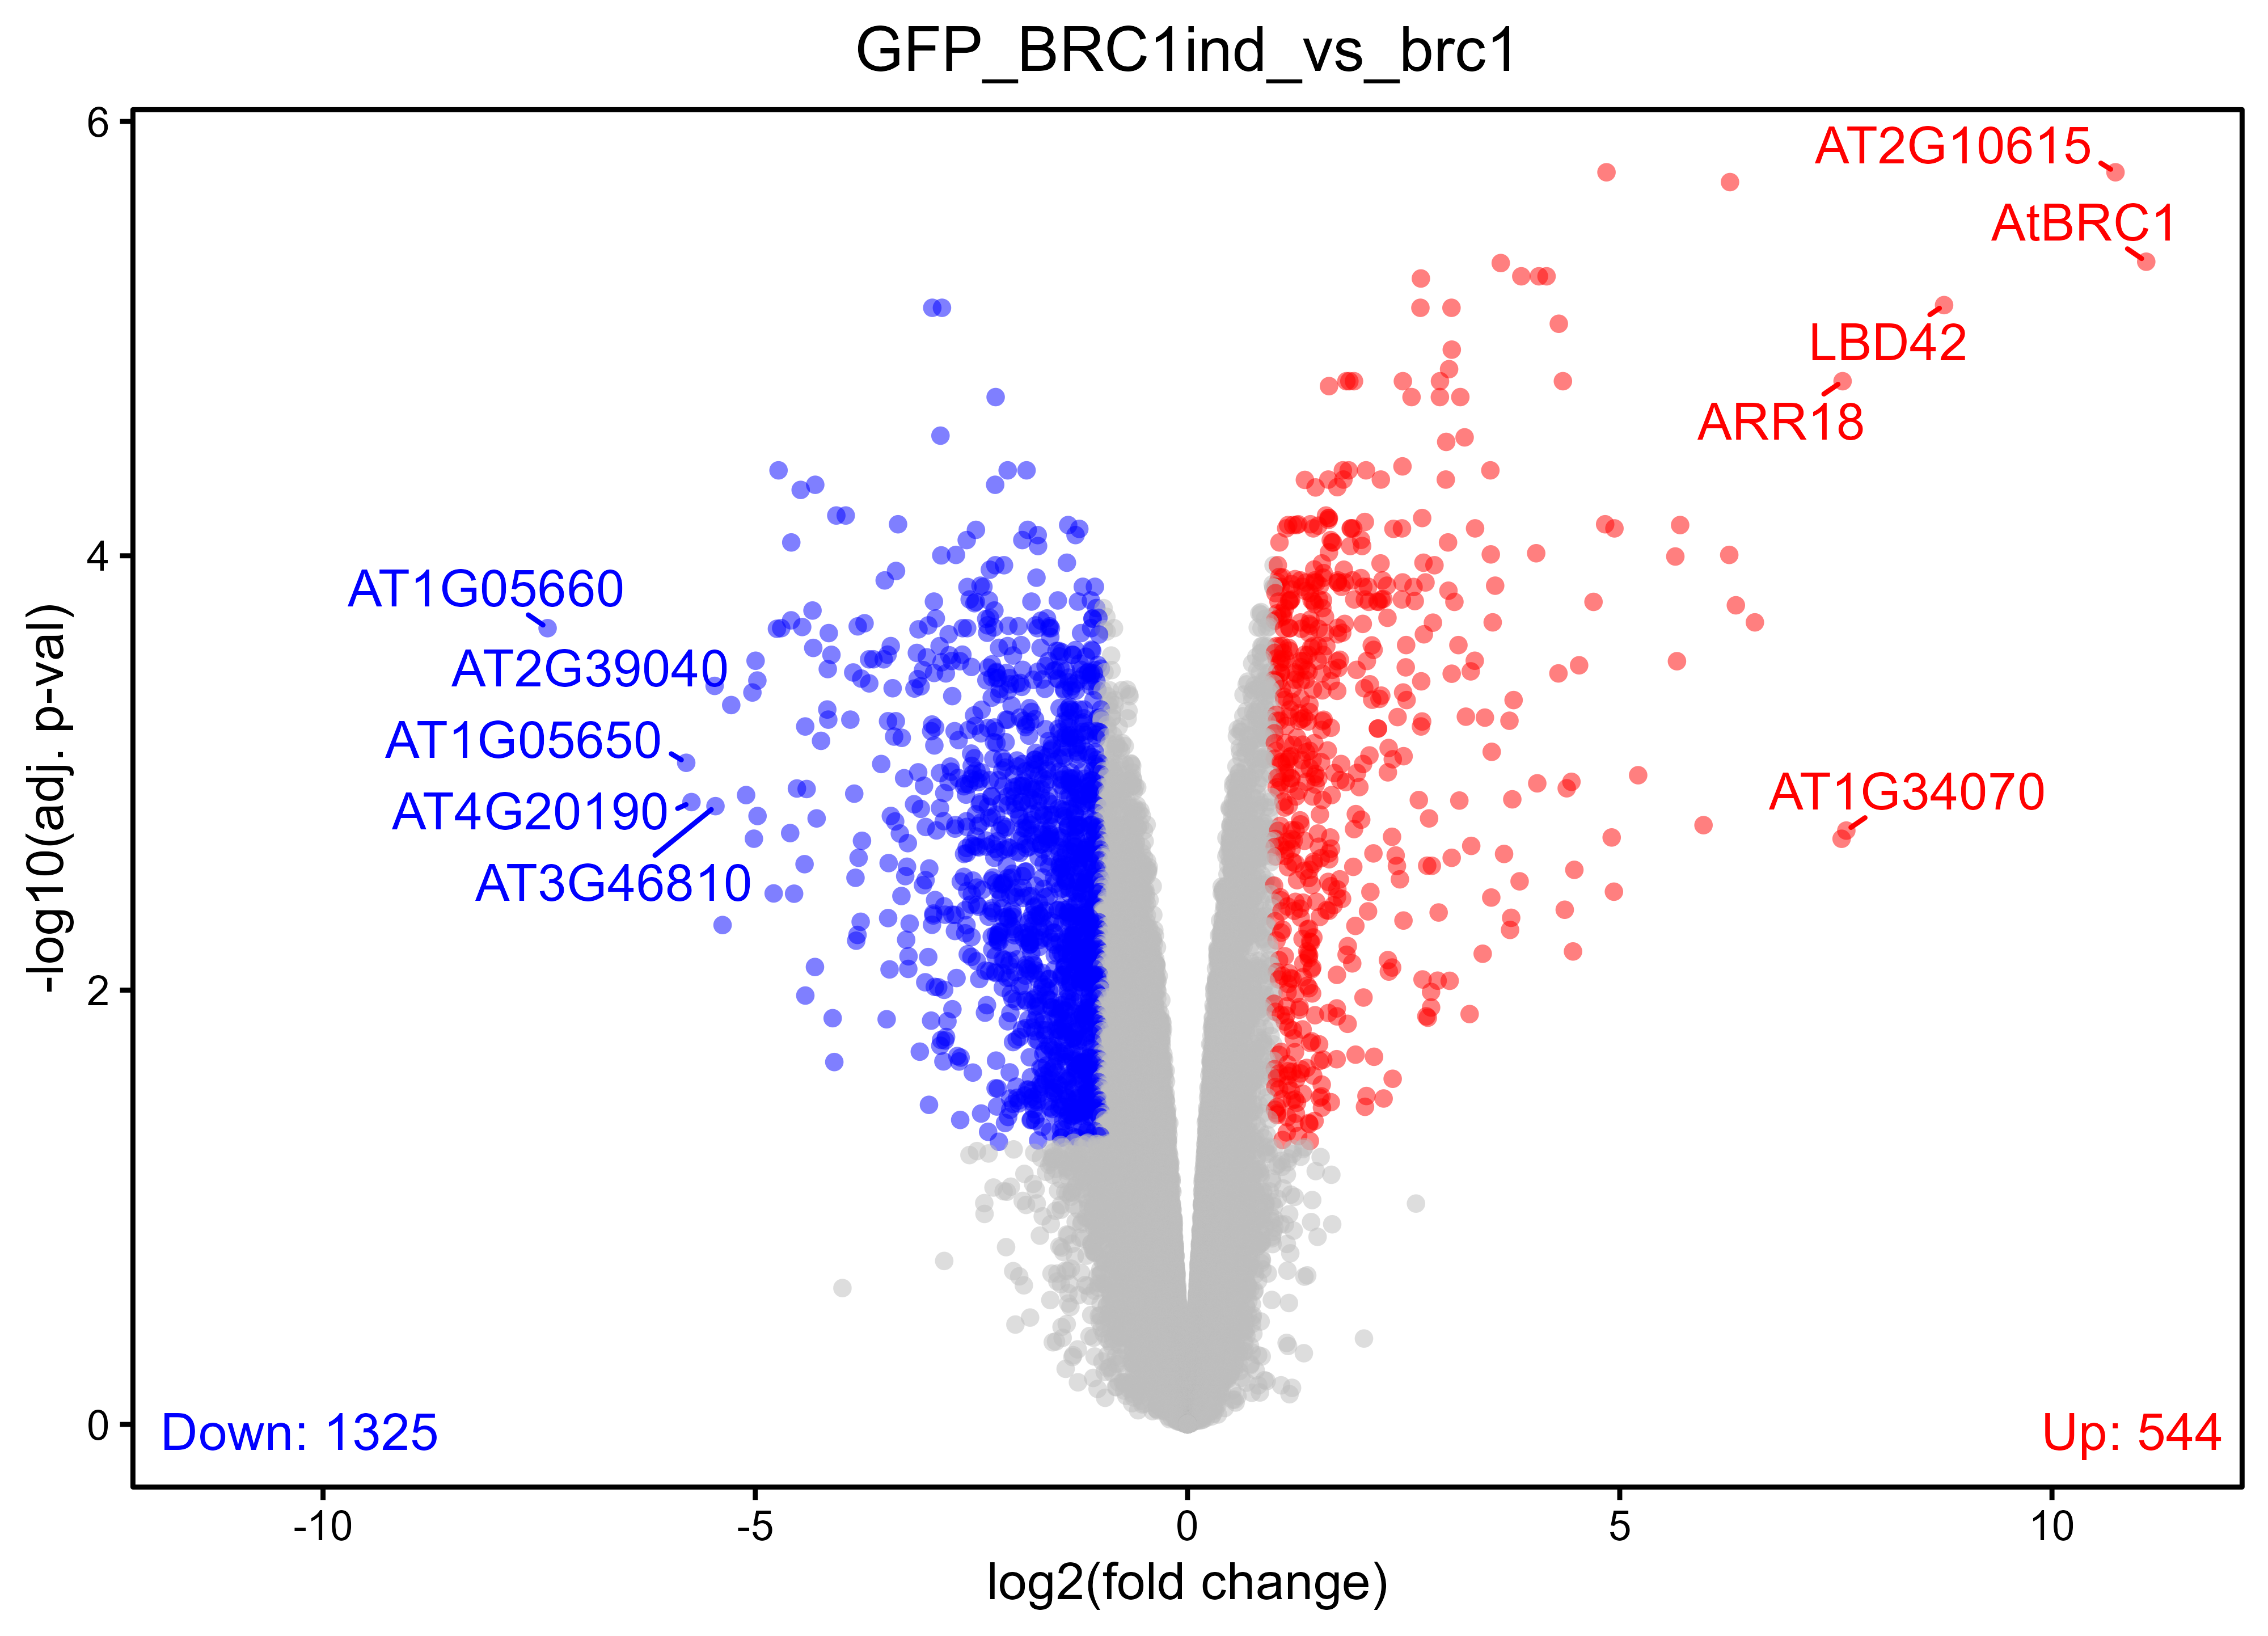 GFP_BRC1ind_vs_brc1
6
4
2
0
-log10(adj. p-val)
AT2G10615
AtBRC1
LBD42
ARR18
AT1G05660
AT2G39040
AT1G05650
AT4G20190
AT3G46810
AT1G34070
Down: 1325
Up: 544
-10
-5
0
5
10
log2(fold change)